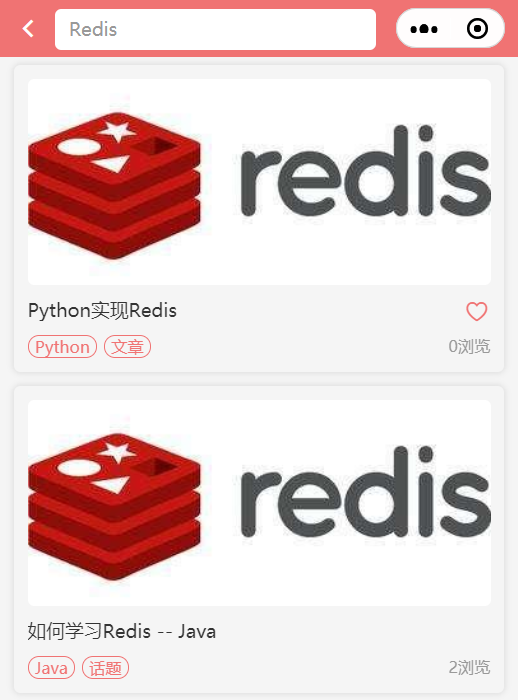 Redis
redis
Python实现Redis
Python 文章 0浏览
redis
如何学习Redis -- Java
Java 话题 2浏览